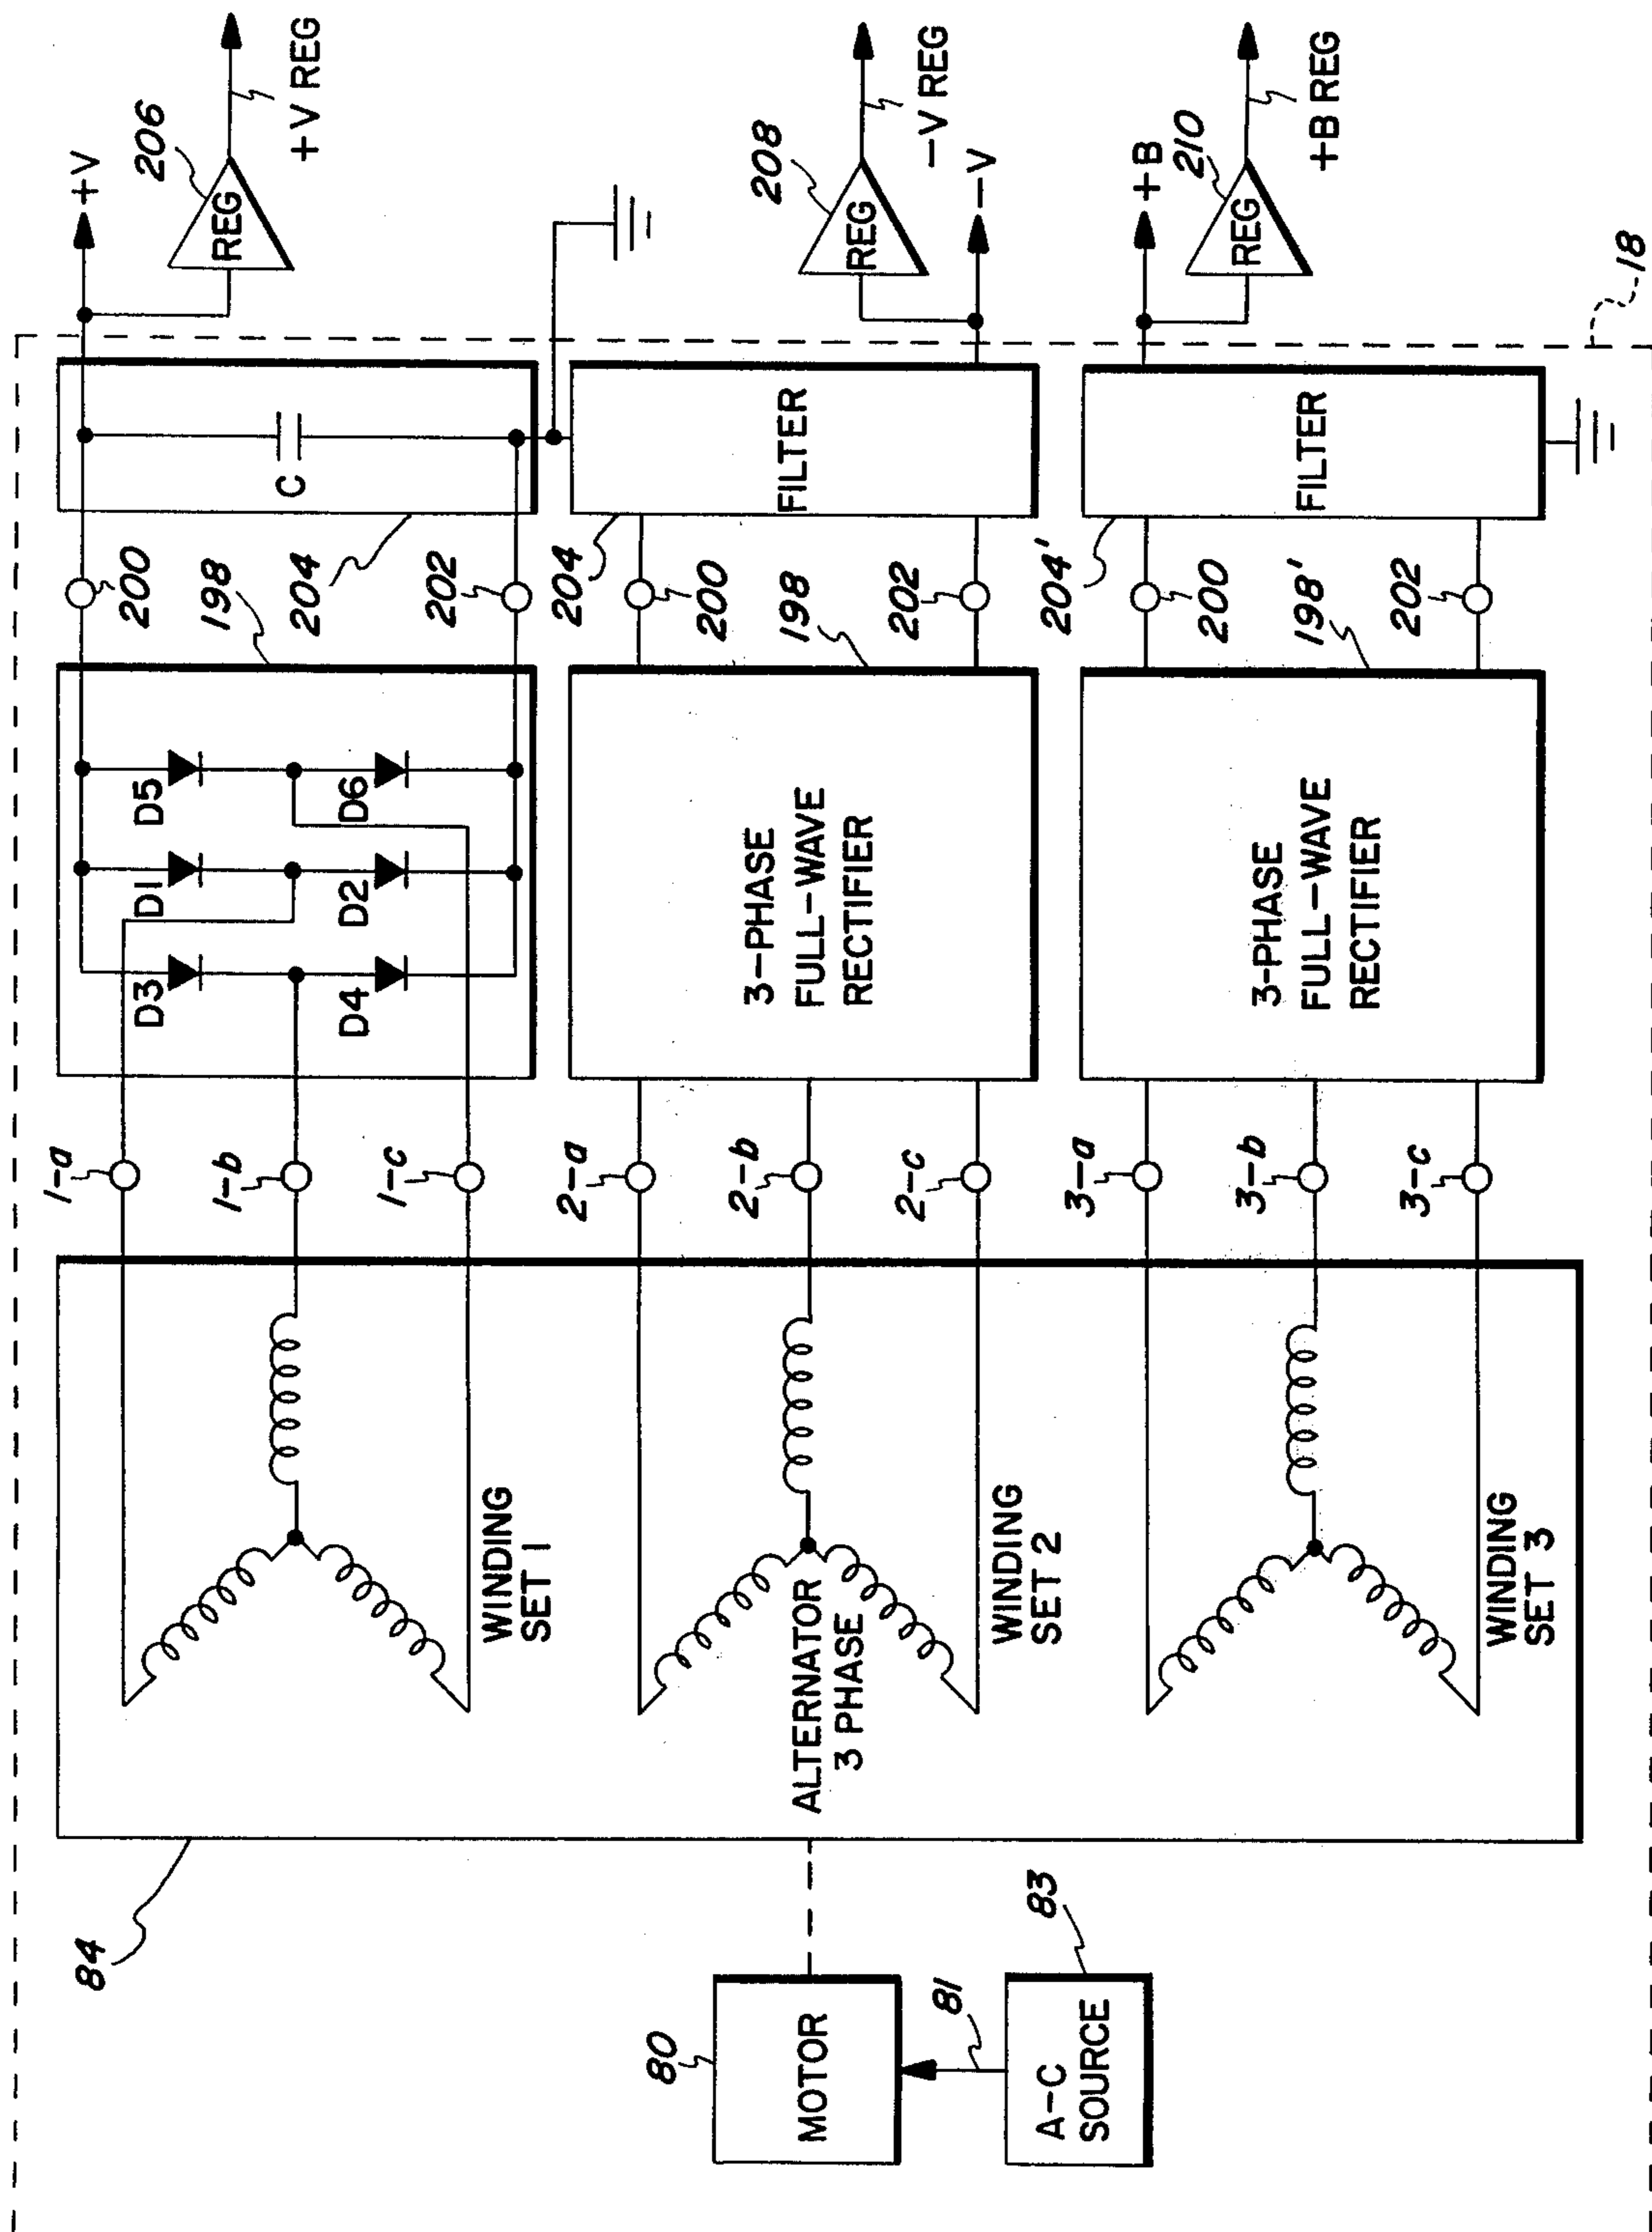 +V
206
REG
+V REG
208
REG
-V REG
-V
+B
210
REG
+B REG
18
C
FILTER
FILTER
200
198
204
202
204
200
198
202
204'
200
198'
202
D5
D6
D1
D2
D3
D4
3-PHASE
FULL-WAVE
RECTIFIER
3-PHASE
FULL-WAVE
RECTIFIER
1-a
1-b
1-c
2-a
2-b
2-c
3-a
3-b
3-c
WINDING
SET 1
WINDING
SET 2
WINDING
SET 3
ALTERNATOR
3 PHASE
84
80
MOTOR
81
83
A-C
SOURCE